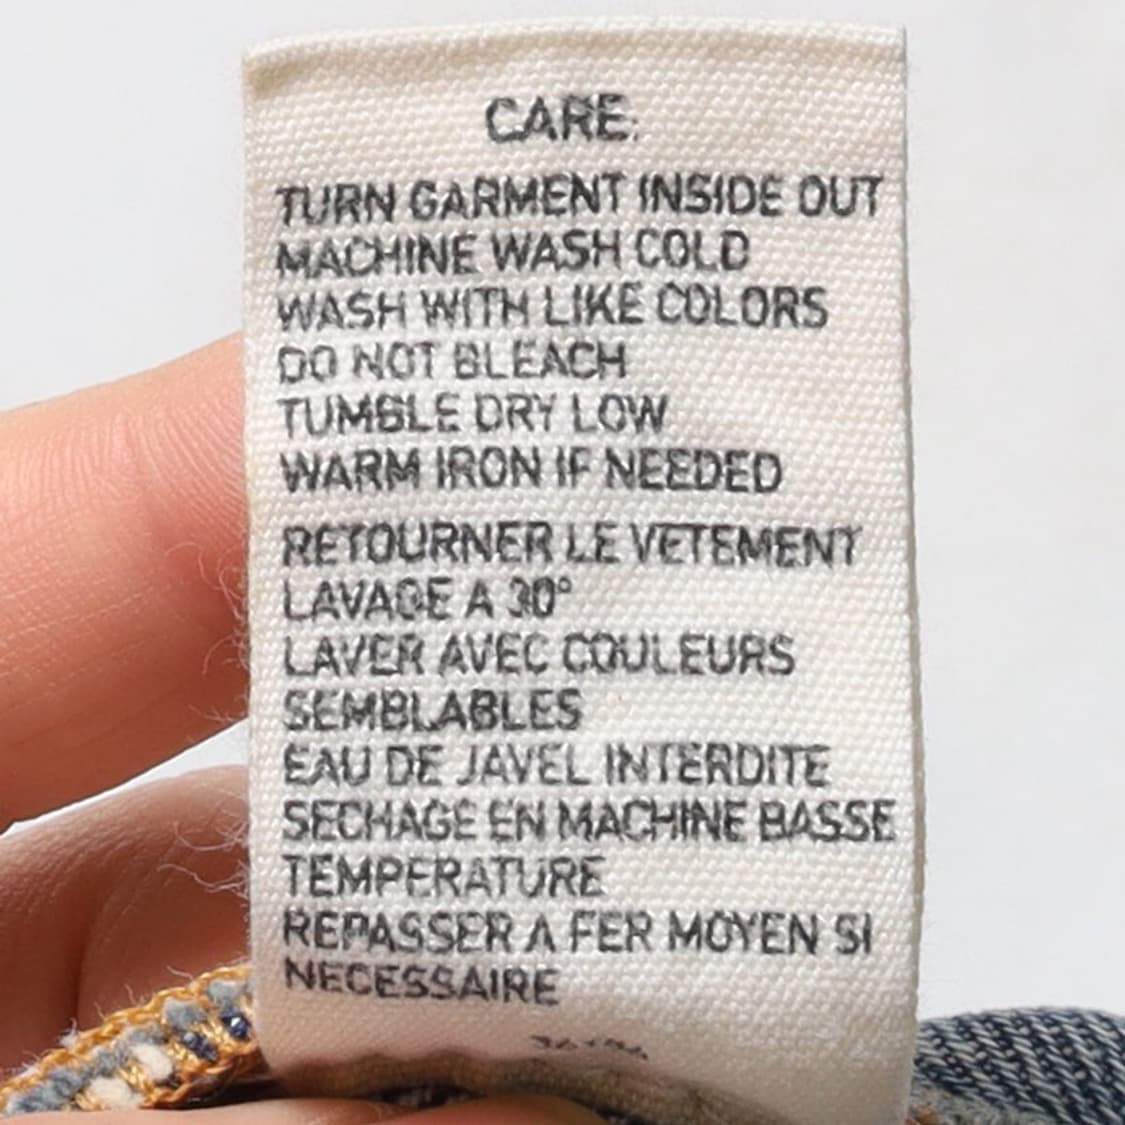 CARE:
TURN GARMENT INSIDE OUT
MACHINE WASH COLD
WASH WITH LIKE COLORS
DO NOT BLEACH
TUMBLE DRY LOW
WARM IRON IF NEEDED
RETOURNER LE VETEMENT
LAVAGE A 30°
LAVER AVEC COULEURS
SEMBLABLES
EAU DE JAVEL INTERDITE
SECHAGE EN MACHINE BASSE
TEMPERATURE
REPASSER A FER MOYEN SI
NECESSAIRE